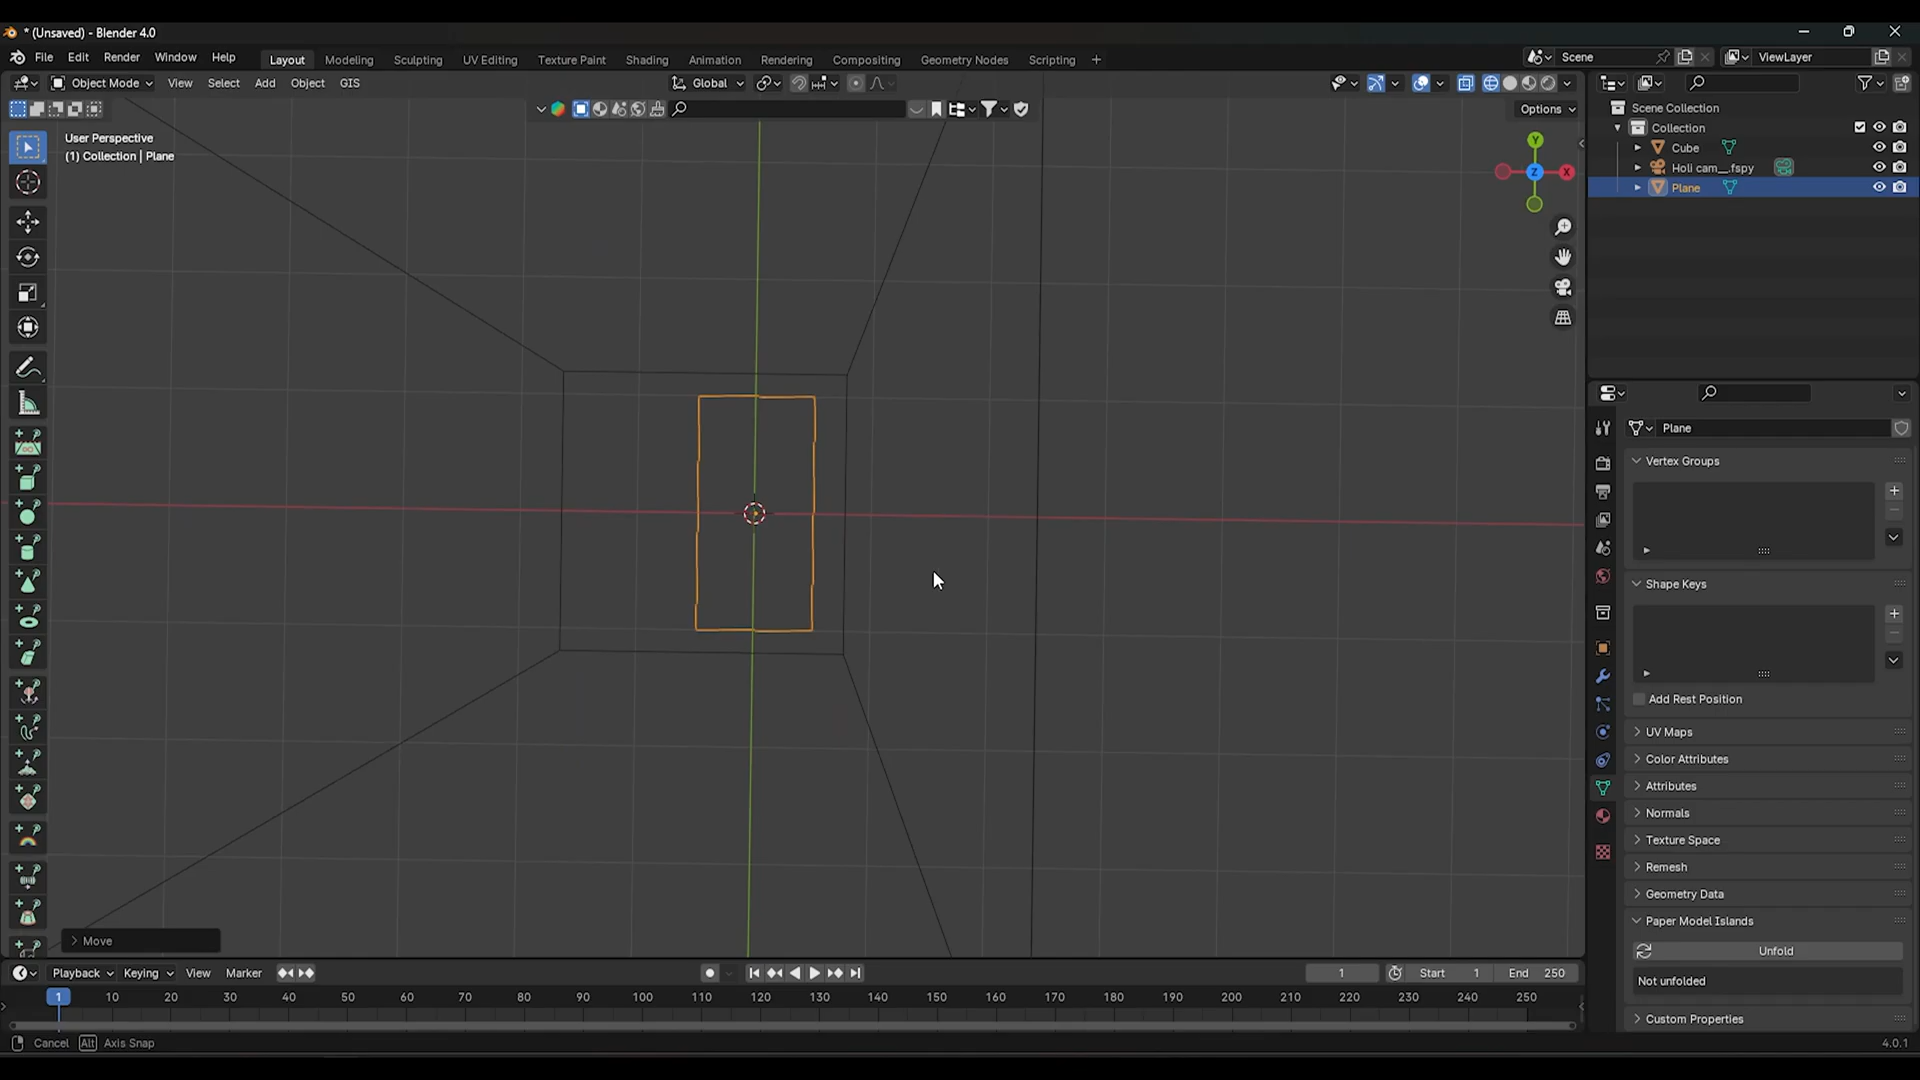 * (Unsaved) - Blender 4.0
File Edit Render Window Help Layout Modeling Sculpting UV Editing Texture Paint Shading Animation Rendering Compositing Geometry Nodes Scripting + Scene ViewLayer
Object Mode View Select Add Object GIS Global
Options
User Perspective
(1) Collection | Plane
Y
X
Z
Scene Collection
Collection
Cube
Holi cam__.fspy
Plane
Plane
Vertex Groups
Shape Keys
Add Rest Position
UV Maps
Color Attributes
Attributes
Normals
Texture Space
Remesh
Geometry Data
Paper Model Islands
Unfold
Not unfolded
Custom Properties
Move
Playback Keying View Marker 1 Start 1 End 250
1 10 20 30 40 50 60 70 80 90 100 110 120 130 140 150 160 170 180 190 200 210 220 230 240 250
Cancel Alt Axis Snap 4.0.1